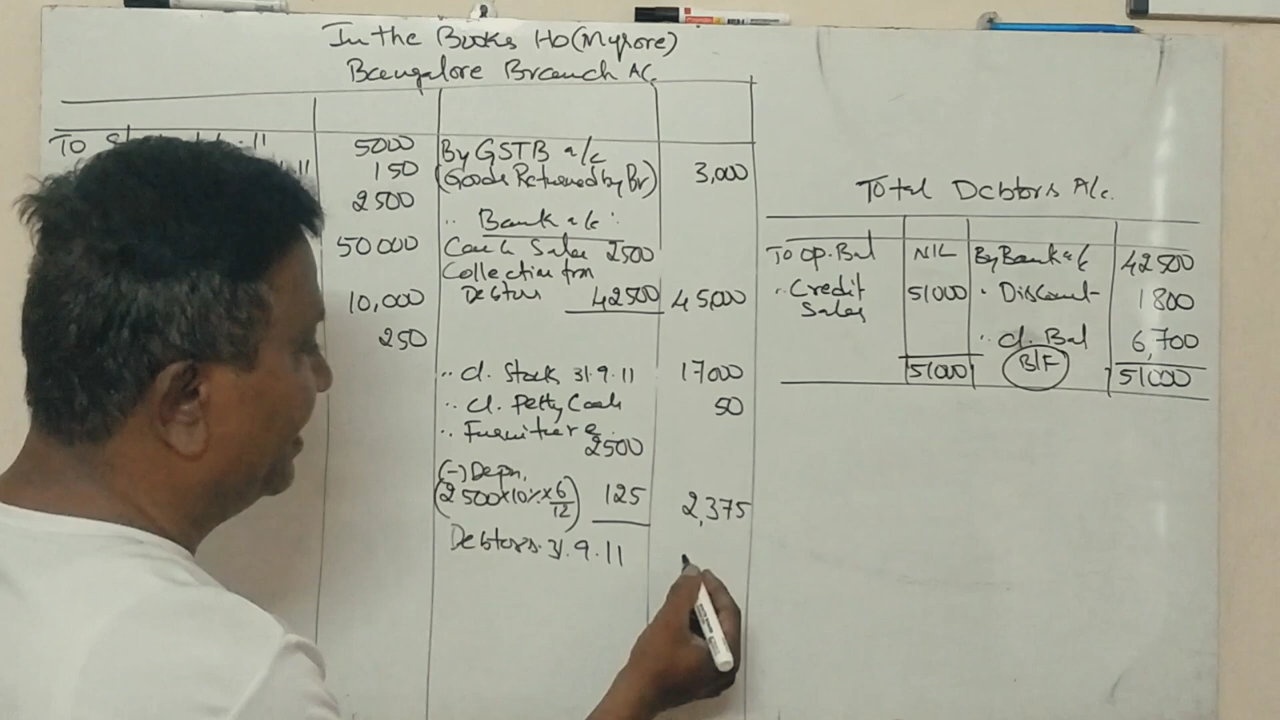 In the Books Ho(Mysore)
Bangalore Branch A/c.
To
5000
150
2500
50000
10,000
250
By GSTB a/c
(Goods Returned by Br) 3,000
" Bank a/c :
Cash Sales 2500
Collection from
Debtors 42500 45,000
" Cl. Stock 31.9.11 17000
" Cl. Petty Cash 50
" Furniture
2500
(-) Depn.
(2500×10%×6/12) 125 2,375
Debtors. 31.9.11
Total Debtors A/c.
To Op. Bal NIL By Bank a/c 42500
" Credit Sales 51000 " Discount 1800
" Cl. Bal 6,700
B/F
51000 51000